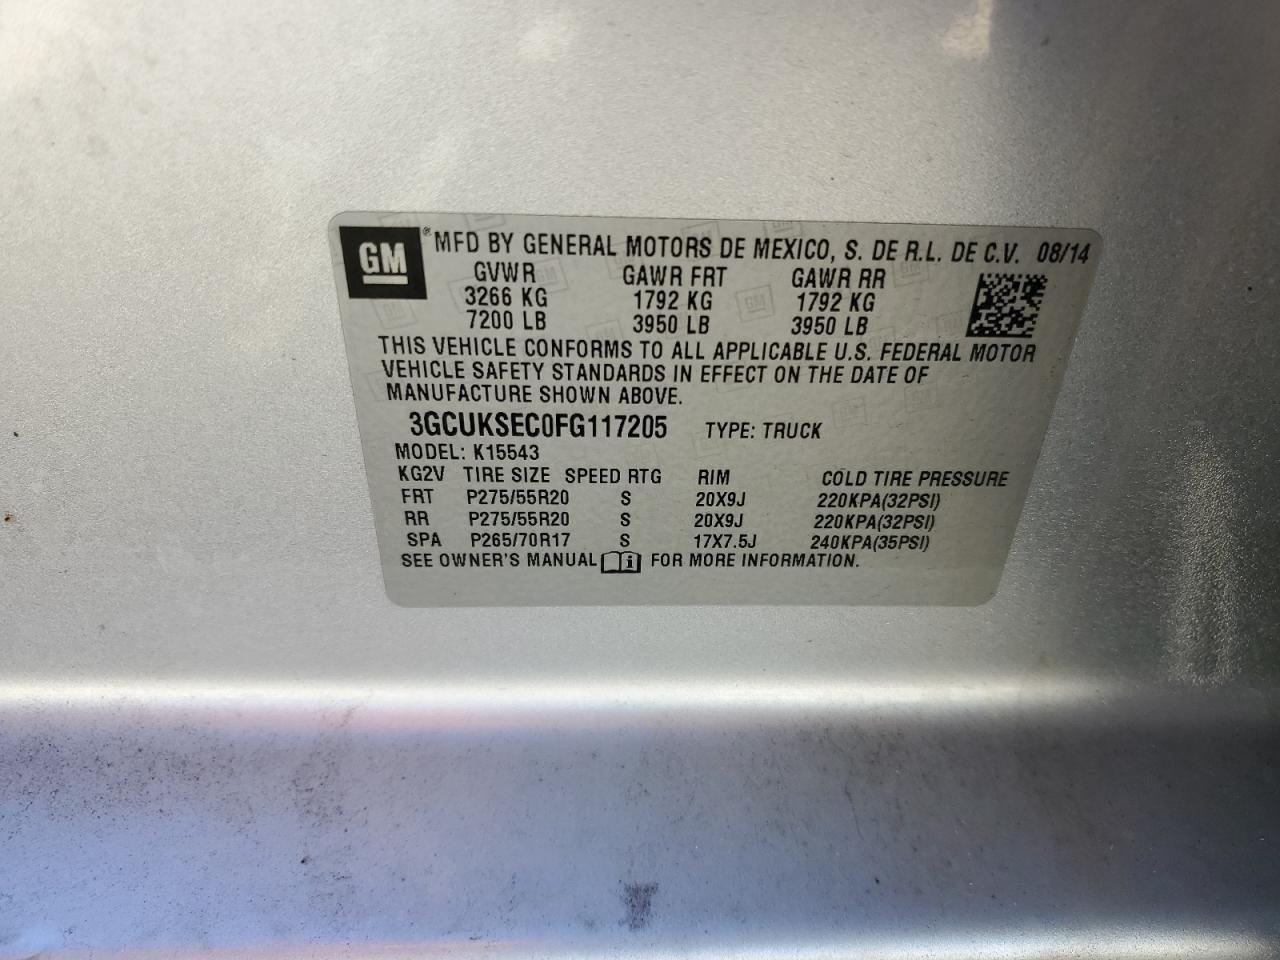 GM ® MFD BY GENERAL MOTORS DE MEXICO, S. DE R.L. DE C.V. 08/14
GVWR GAWR FRT GAWR RR
3266 KG 1792 KG 1792 KG
7200 LB 3950 LB 3950 LB
THIS VEHICLE CONFORMS TO ALL APPLICABLE U.S. FEDERAL MOTOR
VEHICLE SAFETY STANDARDS IN EFFECT ON THE DATE OF
MANUFACTURE SHOWN ABOVE.
3GCUKSEC0FG117205 TYPE: TRUCK
MODEL: K15543
KG2V TIRE SIZE SPEED RTG RIM COLD TIRE PRESSURE
FRT P275/55R20 S 20X9J 220KPA(32PSI)
RR P275/55R20 S 20X9J 220KPA(32PSI)
SPA P265/70R17 S 17X7.5J 240KPA(35PSI)
SEE OWNER'S MANUAL i FOR MORE INFORMATION.